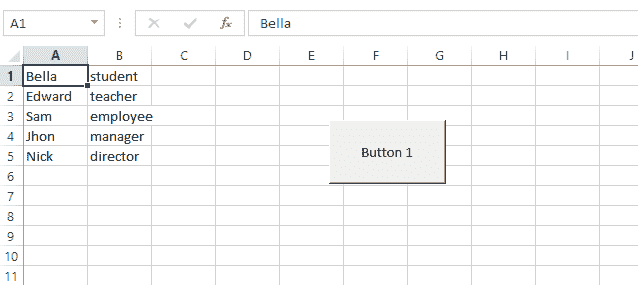 A1 fx Bella
A B C D E F G H I J
1 Bella student
2 Edward teacher
3 Sam employee
4 Jhon manager
5 Nick director
Button 1
6
7
8
9
10
11